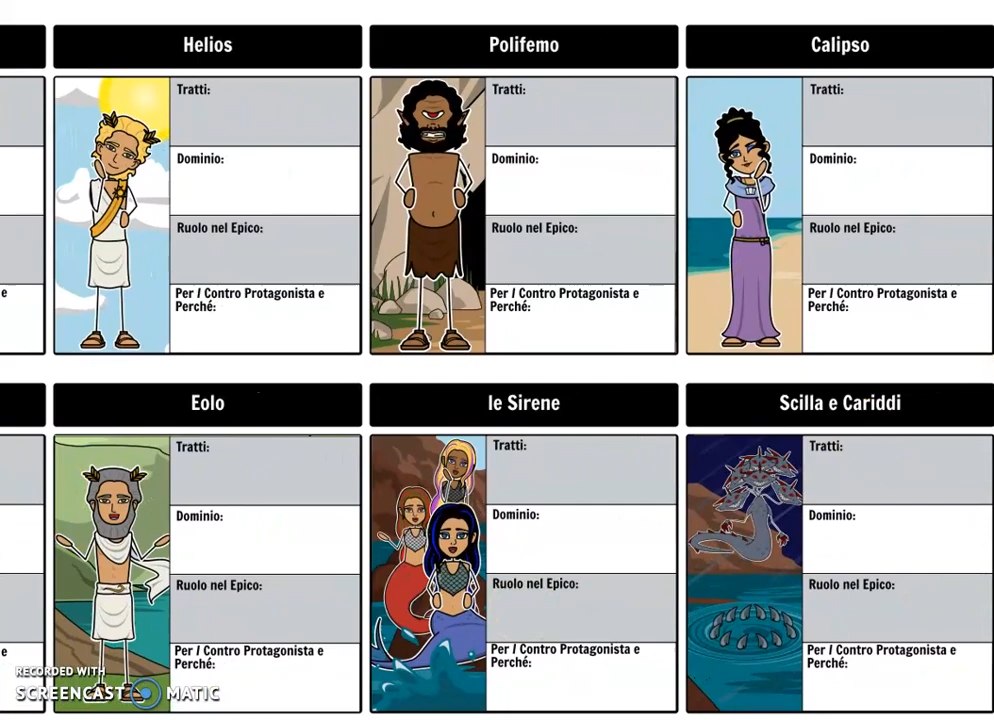 Helios
Polifemo
Calipso
Tratti:
Tratti:
Tratti:
Dominio:
Dominio:
Dominio:
Ruolo nel Epico:
Ruolo nel Epico:
Ruolo nel Epico:
e
Per / Contro Protagonista e
Perché:
Per / Contro Protagonista e
Perché:
Per / Contro Protagonista e
Perché:
Eolo
le Sirene
Scilla e Cariddi
Tratti:
Tratti:
Tratti:
Dominio:
Dominio:
Dominio:
Ruolo nel Epico:
Ruolo nel Epico:
Ruolo nel Epico:
e
Per / Contro Protagonista e
Perché:
Per / Contro Protagonista e
Perché:
Per / Contro Protagonista e
Perché:
RECORDED WITH
SCREENCAST MATIC